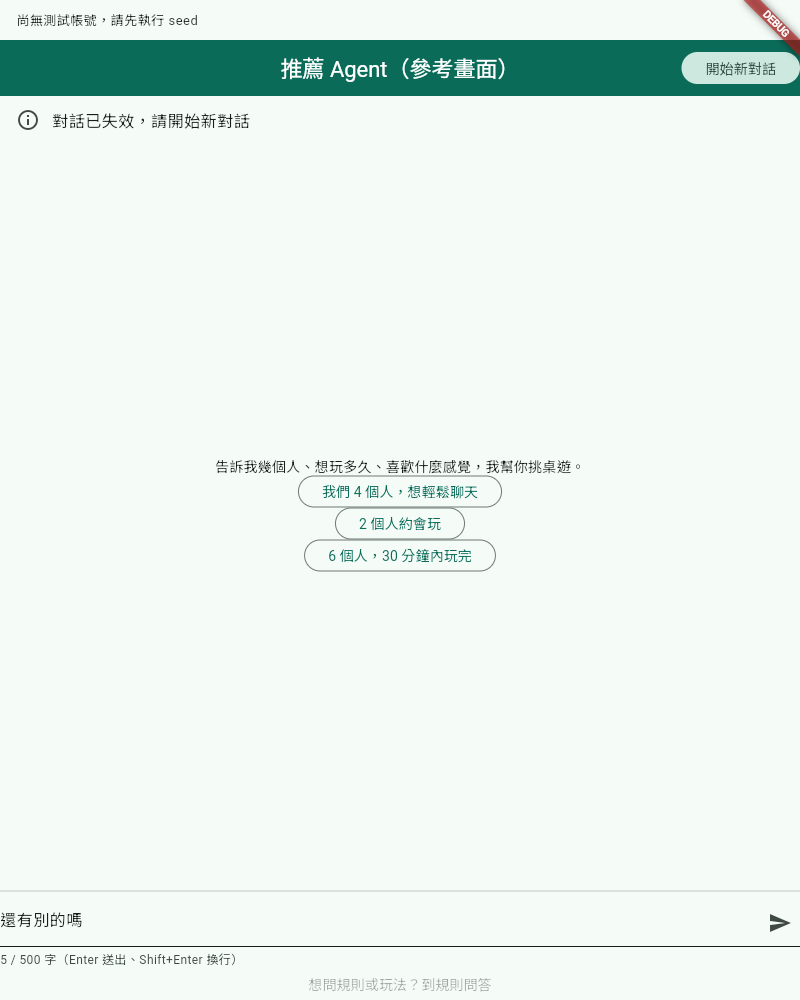 尚無測試帳號，請先執行 seed
DEBUG
推薦 Agent（參考畫面）
開始新對話
對話已失效，請開始新對話
告訴我幾個人、想玩多久、喜歡什麼感覺，我幫你挑桌遊。
我們 4 個人，想輕鬆聊天
2 個人約會玩
6 個人，30 分鐘內玩完
還有別的嗎
5 / 500 字（Enter 送出、Shift+Enter 換行）
想問規則或玩法？到規則問答